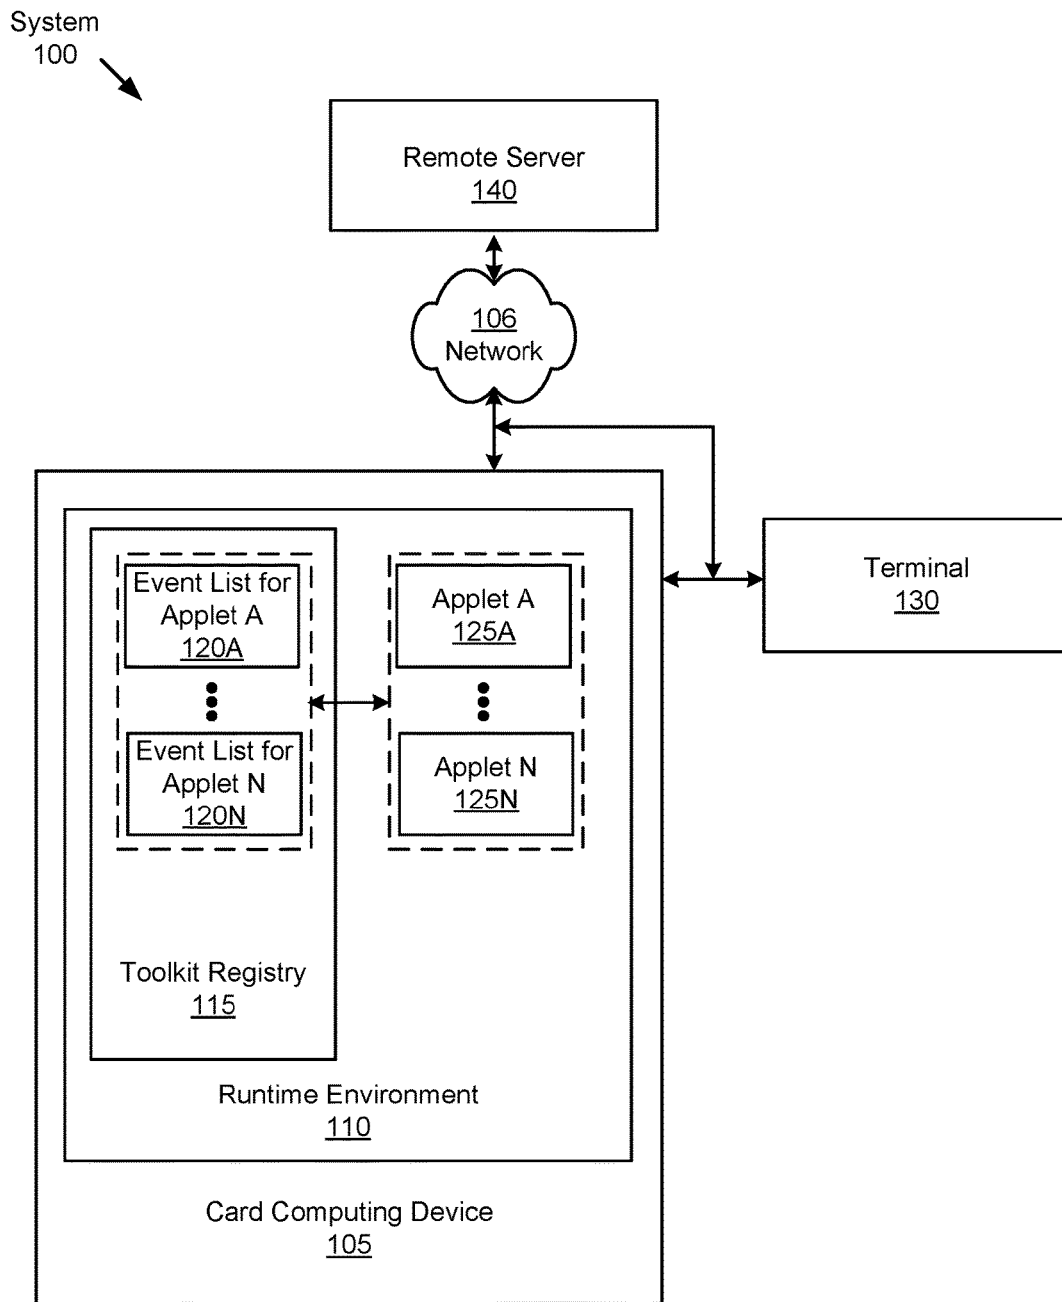 System
100
Remote Server
140
106
Network
Terminal
130
Event List for
Applet A
120A
Applet A
125A
Event List for
Applet N
120N
Applet N
125N
Toolkit Registry
115
Runtime Environment
110
Card Computing Device
105